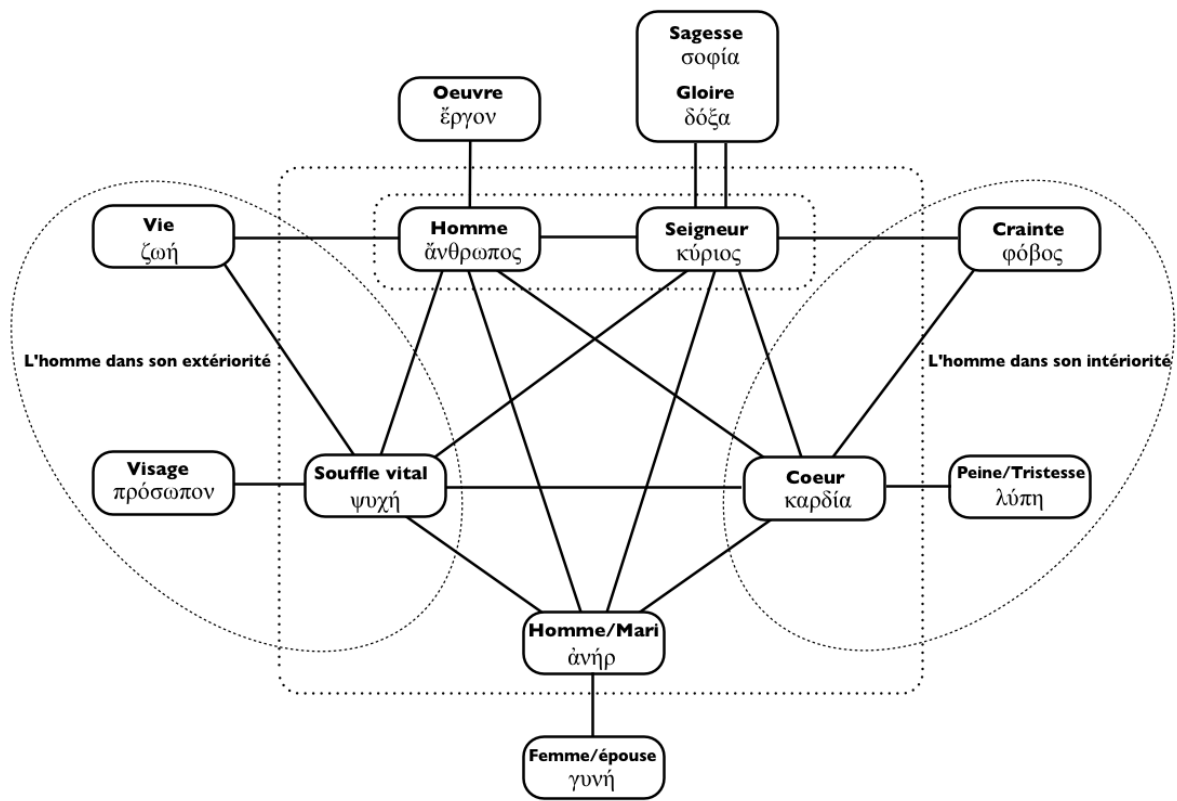 Sagesse
σοφία
Gloire
δόξα
Oeuvre
ἔργον
Vie
ζωή
Homme
ἄνθρωπος
Seigneur
κύριος
Crainte
φόβος
L'homme dans son extériorité
L'homme dans son intériorité
Visage
πρόσωπον
Souffle vital
ψυχή
Coeur
καρδία
Peine/Tristesse
λύπη
Homme/Mari
ἀνήρ
Femme/épouse
γυνή